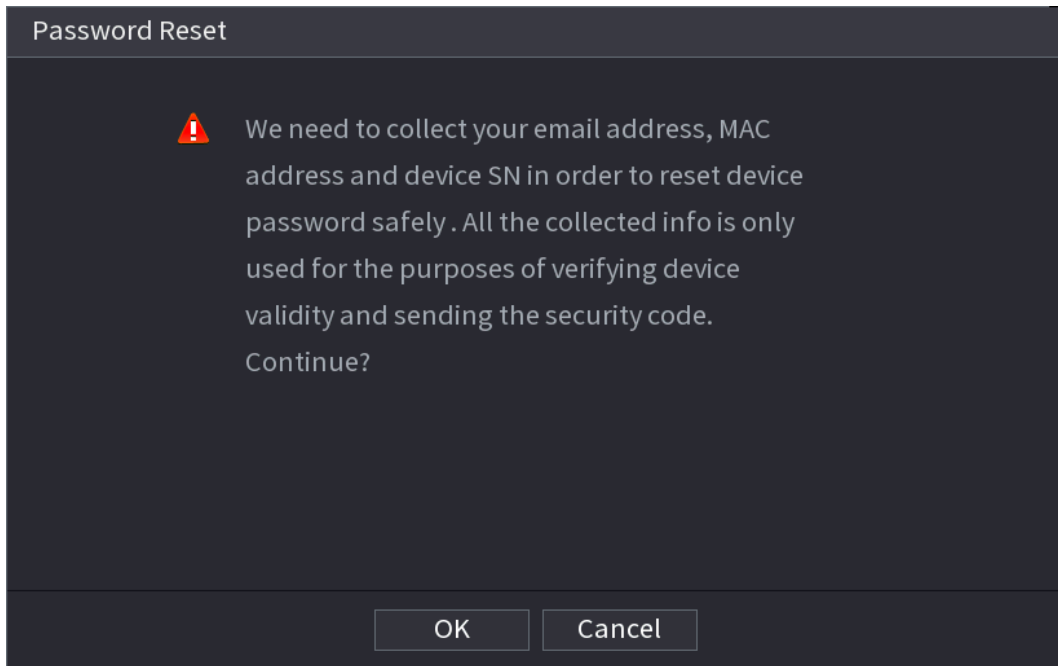 Password Reset
We need to collect your email address, MAC
address and device SN in order to reset device
password safely . All the collected info is only
used for the purposes of verifying device
validity and sending the security code.
Continue?
OK
Cancel